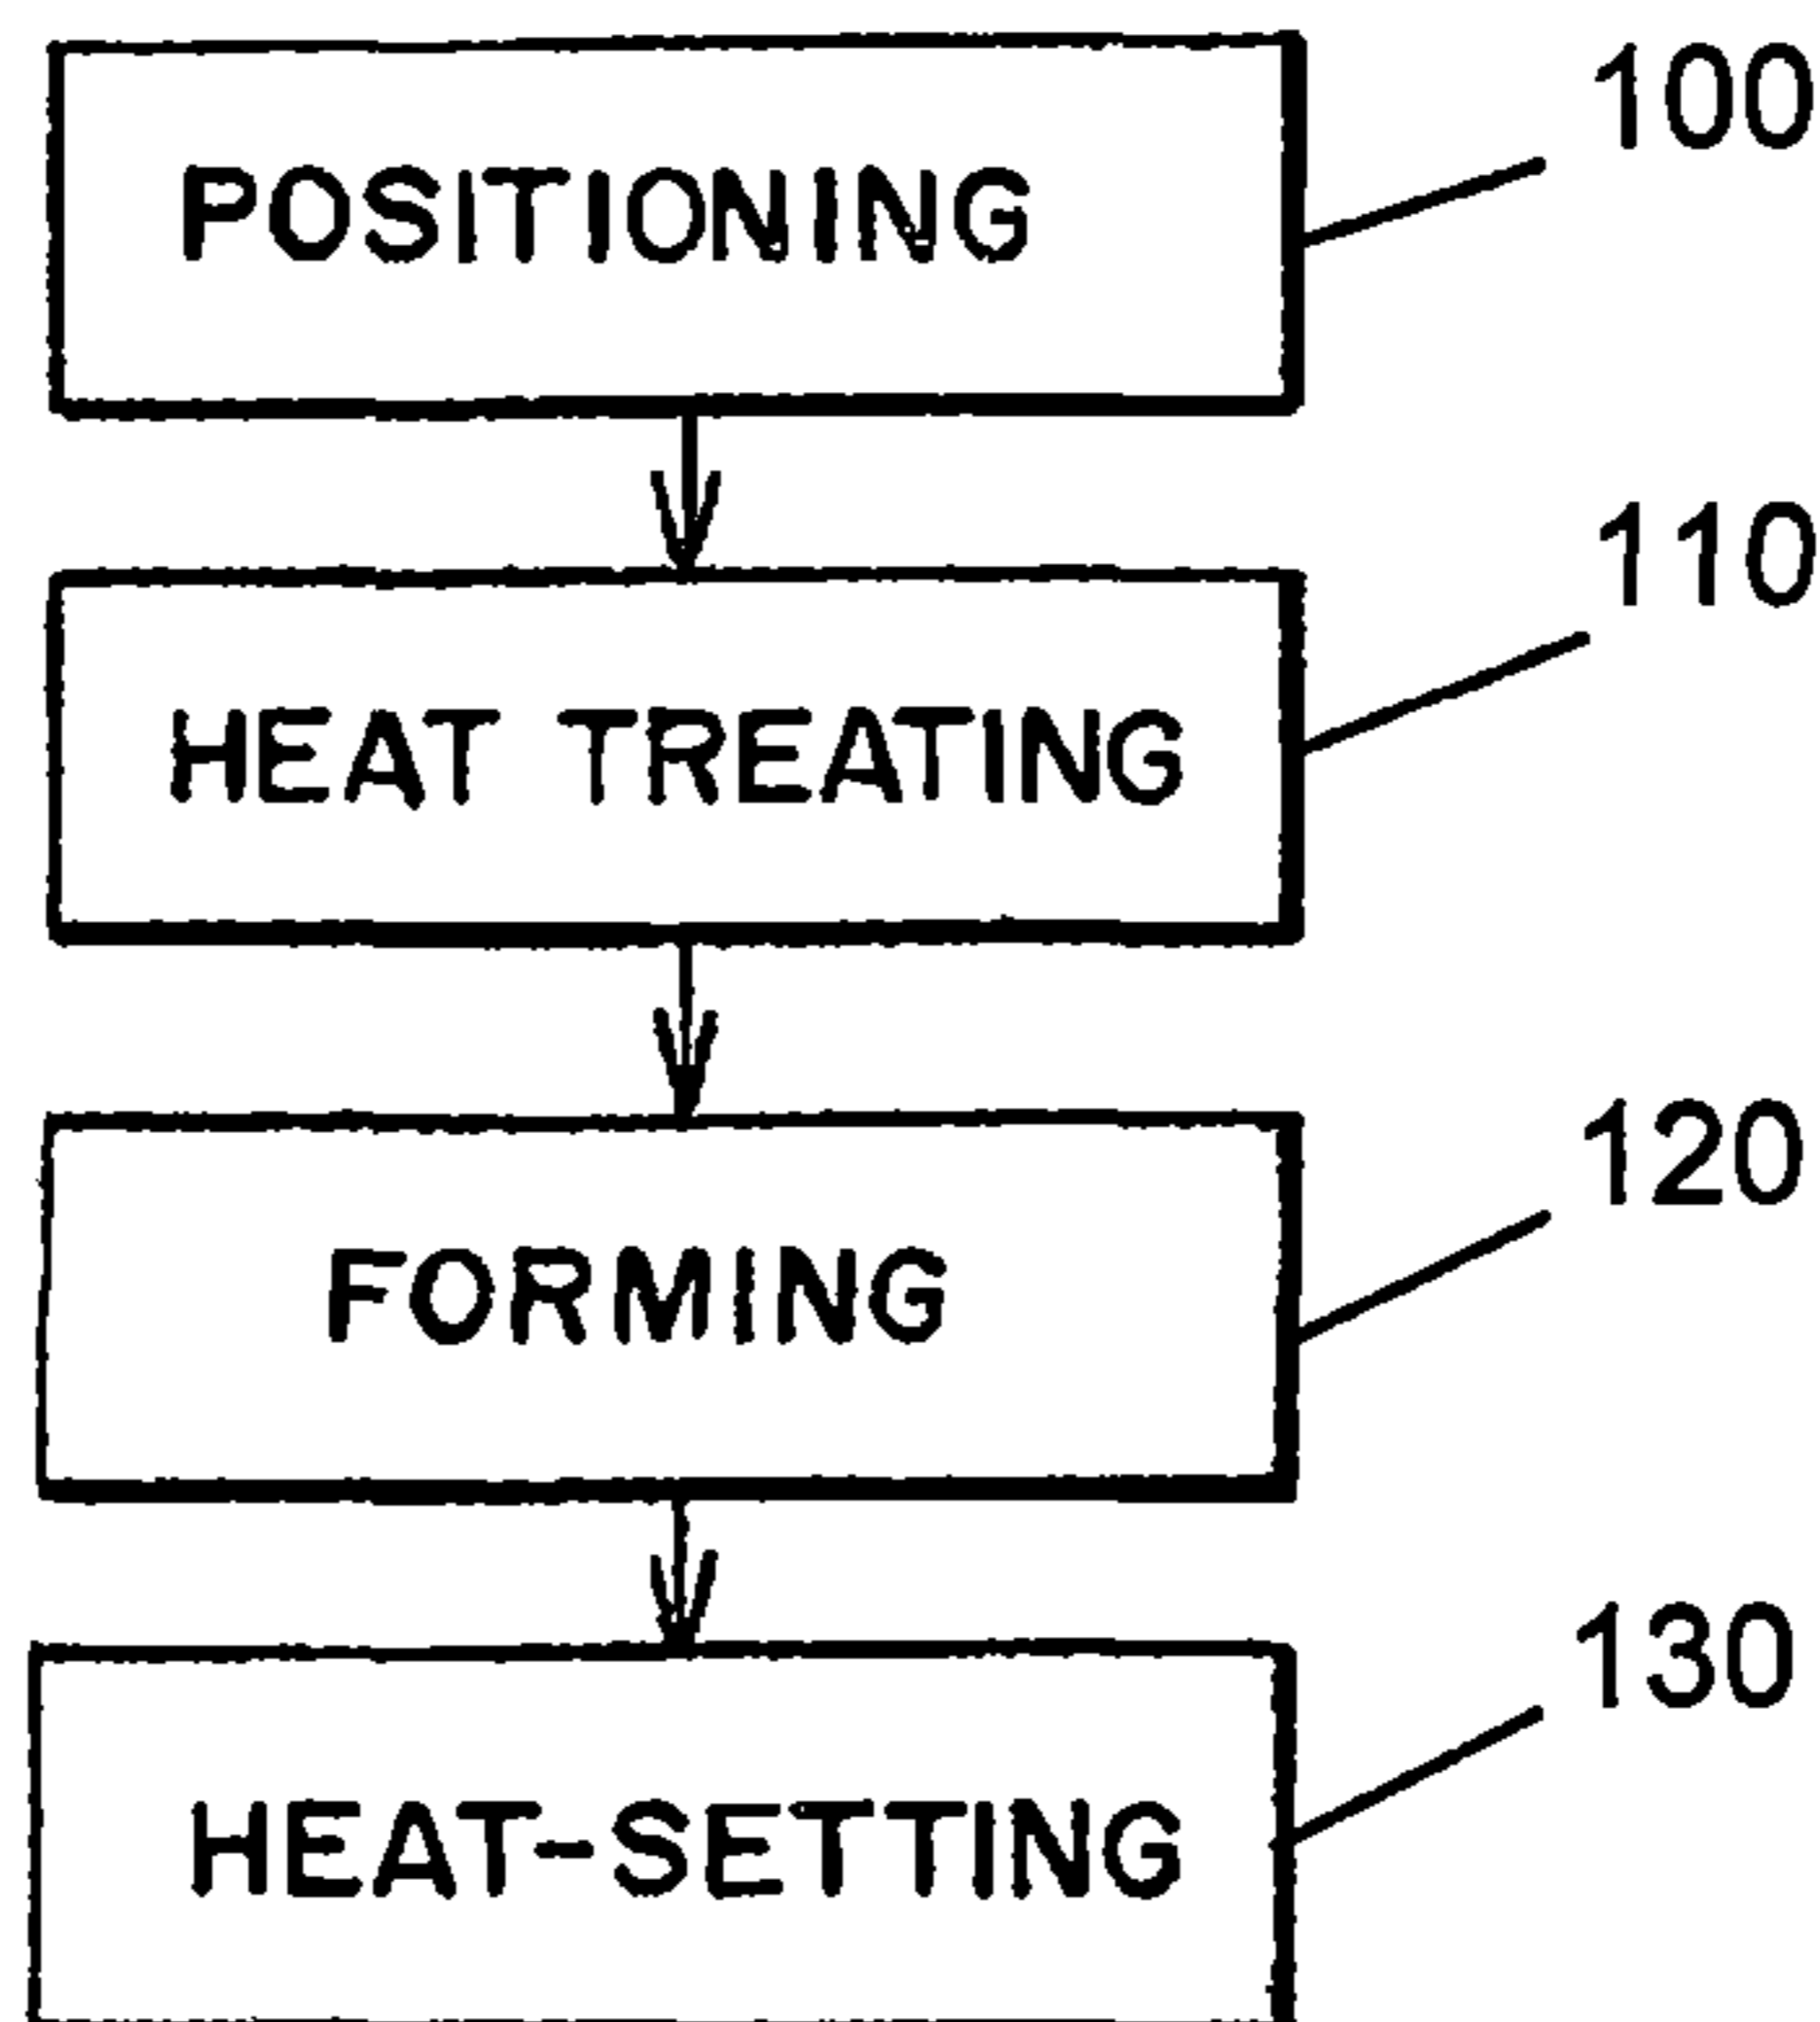 POSITIONING
100
HEAT TREATING
110
FORMING
120
HEAT-SETTING
130